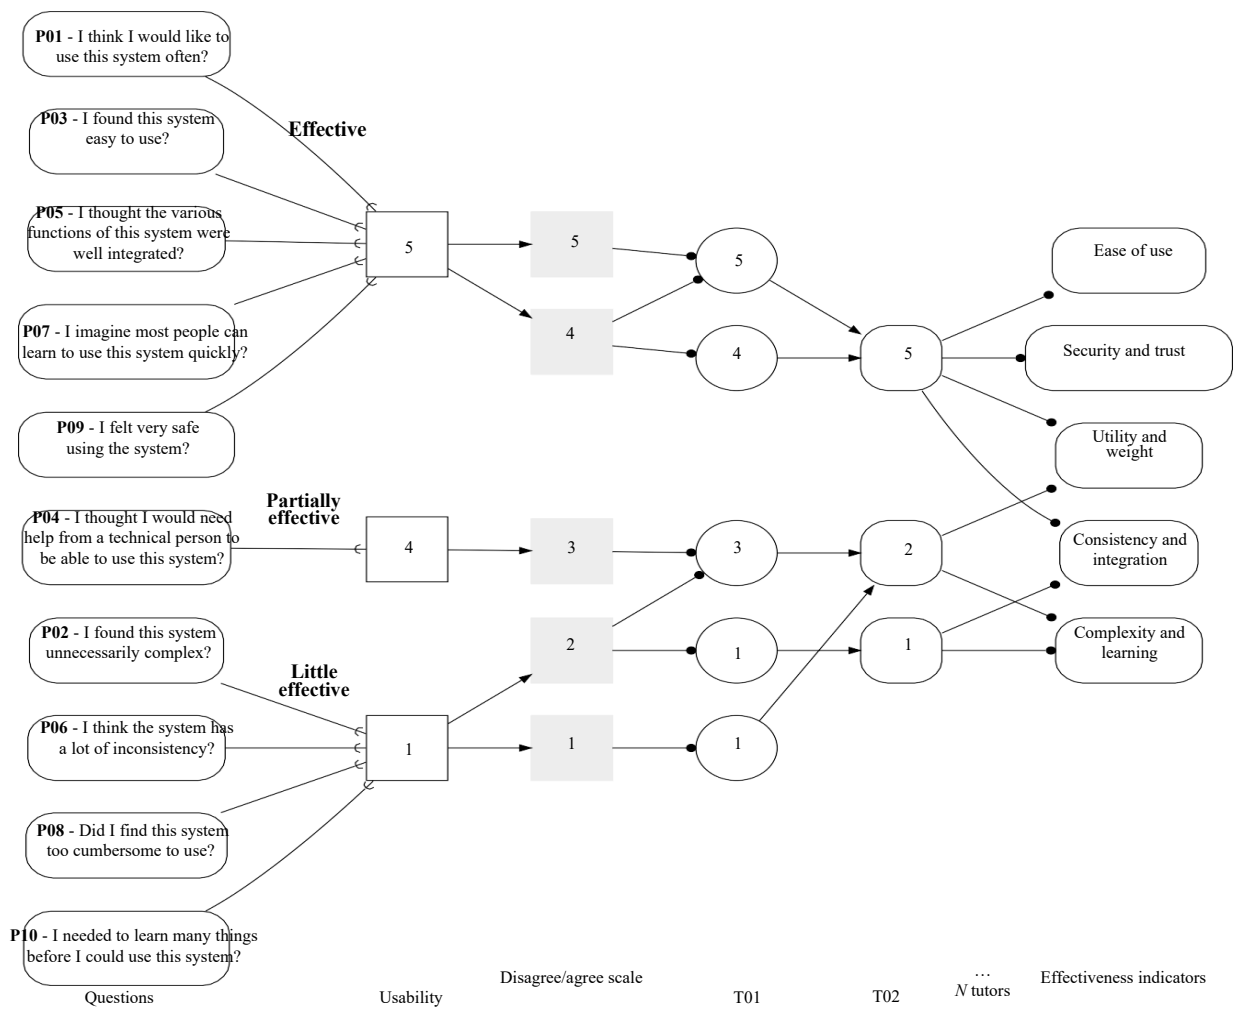 P01 - I think I would like to
use this system often?
P03 - I found this system
easy to use?
Effective
P05 - I thought the various
functions of this system were
well integrated?
P07 - I imagine most people can
learn to use this system quickly?
P09 - I felt very safe
using the system?
P04 - I thought I would need
help from a technical person to
be able to use this system?
Partially
effective
P02 - I found this system
unnecessarily complex?
Little
effective
P06 - I think the system has
a lot of inconsistency?
P08 - Did I find this system
too cumbersome to use?
P10 - I needed to learn many things
before I could use this system?
Questions
5
4
1
Usability
5
4
3
2
1
Disagree/agree scale
5
4
3
1
1
T01
5
2
1
T02
…
N tutors
Ease of use
Security and trust
Utility and
weight
Consistency and
integration
Complexity and
learning
Effectiveness indicators